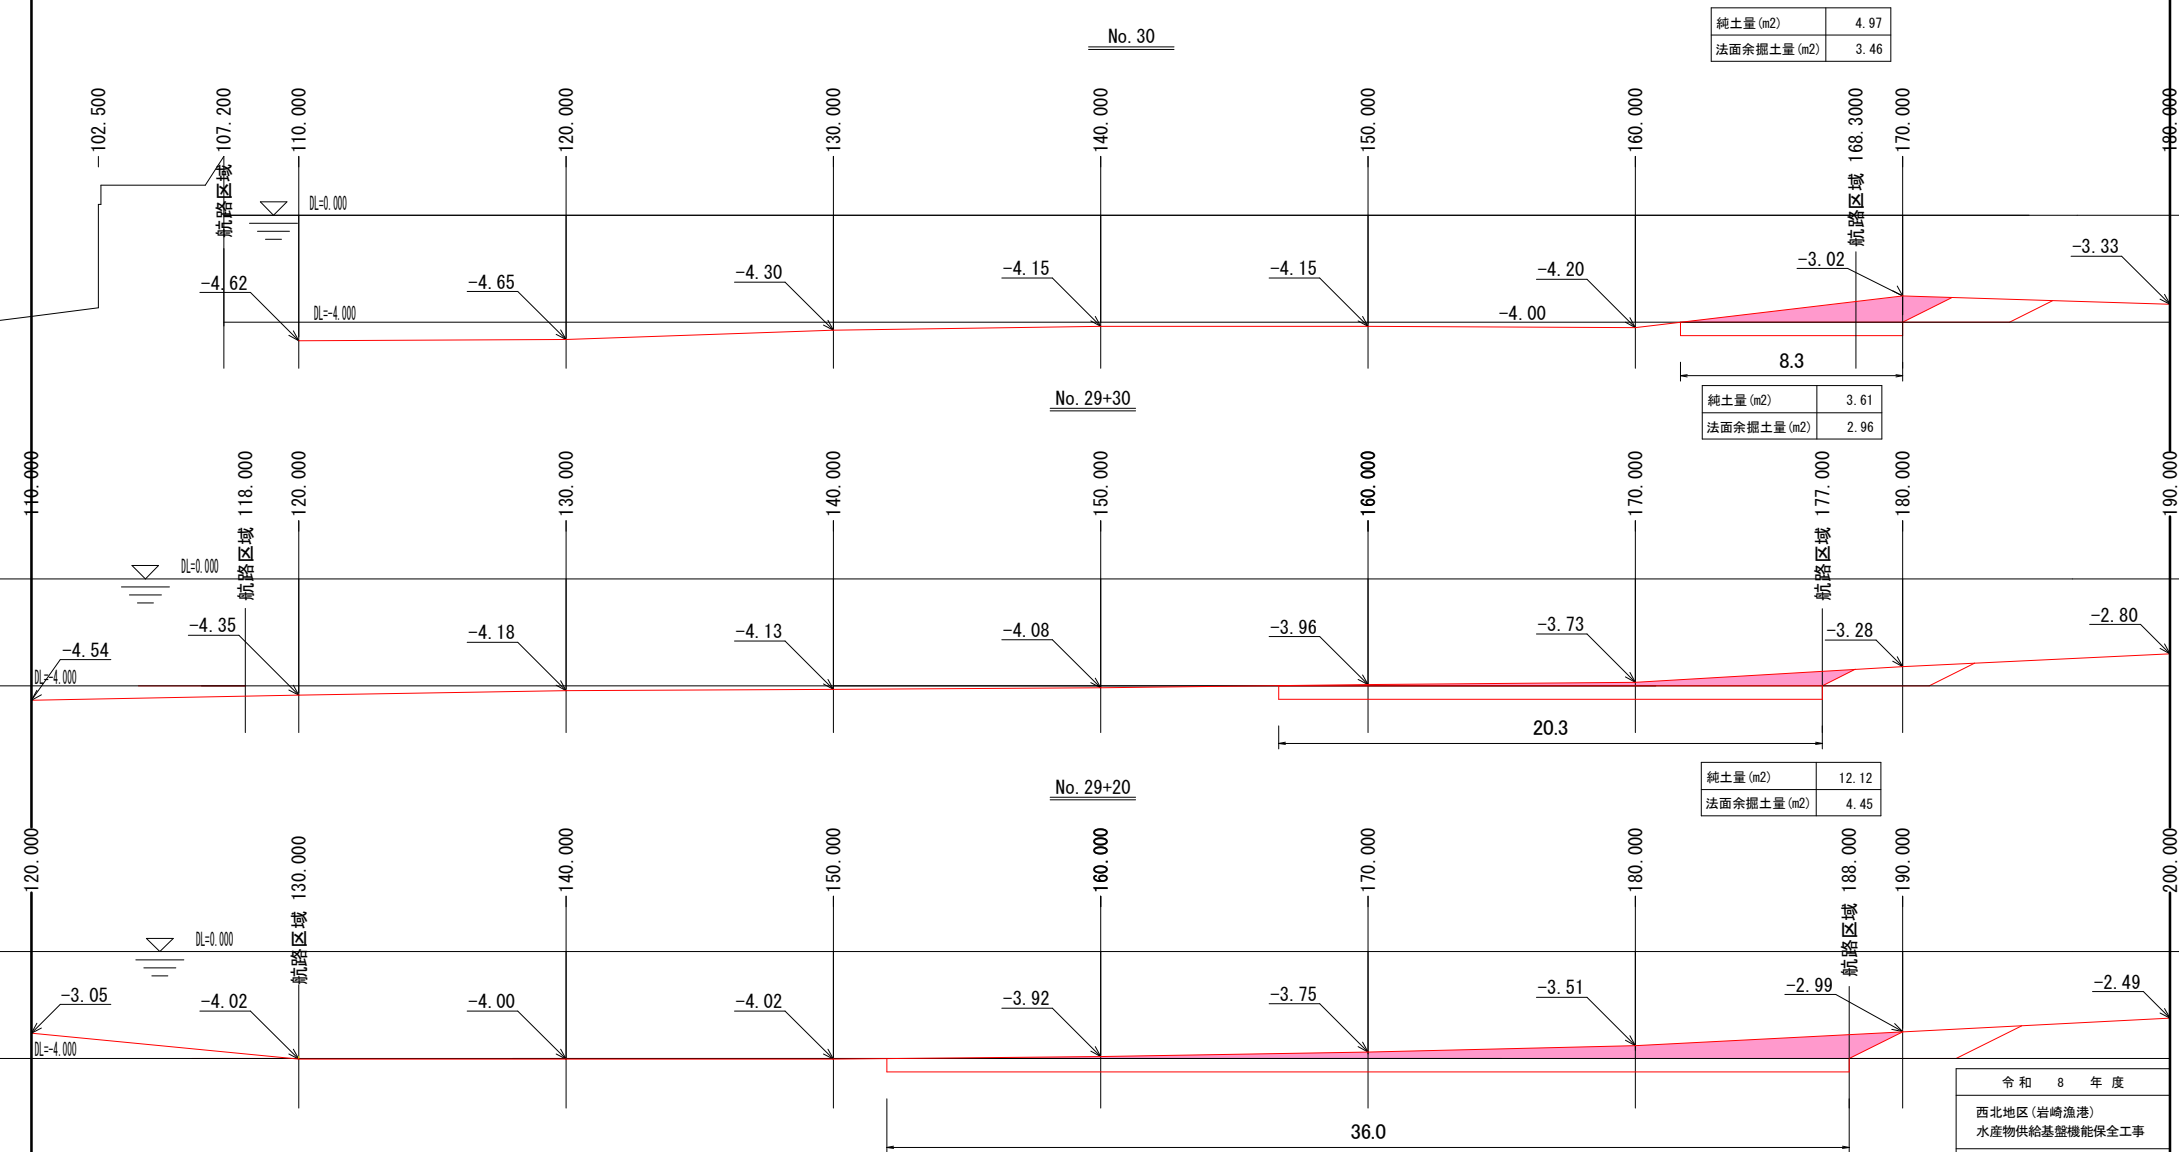 No. 30
純土量(m2) 4.97
法面余掘土量(m2) 3.46
102.500
107.200
航路区域
110.000
120.000
130.000
140.000
150.000
160.000
航路区域 168.3000
170.000
180.000
DL=0.000
-4.62
-4.65
-4.30
-4.15
-4.15
-4.20
-3.02
-3.33
DL=-4.000
-4.00
8.3
No. 29+30
純土量(m2) 3.61
法面余掘土量(m2) 2.96
110.000
航路区域 118.000
120.000
130.000
140.000
150.000
160.000
170.000
航路区域 177.000
180.000
190.000
DL=0.000
-4.54
-4.35
-4.18
-4.13
-4.08
-3.96
-3.73
-3.28
-2.80
DL=-4.000
20.3
No. 29+20
純土量(m2) 12.12
法面余掘土量(m2) 4.45
120.000
航路区域 130.000
140.000
150.000
160.000
170.000
180.000
航路区域 188.000
190.000
200.000
DL=0.000
-3.05
-4.02
-4.00
-4.02
-3.92
-3.75
-3.51
-2.99
-2.49
DL=-4.000
36.0
令和 8 年度
西北地区(岩崎漁港)
水産物供給基盤機能保全工事